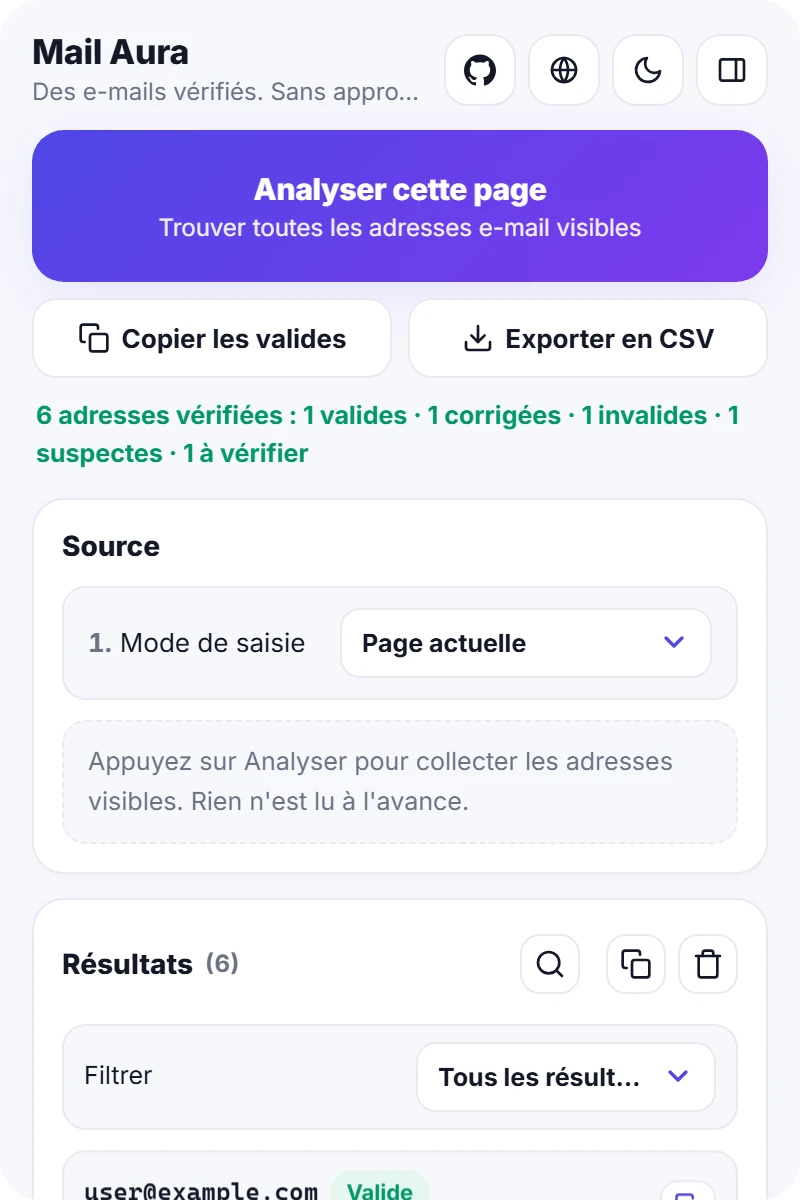 Mail Aura
Des e-mails vérifiés. Sans appro...
Analyser cette page
Trouver toutes les adresses e-mail visibles
Copier les valides
Exporter en CSV
6 adresses vérifiées : 1 valides · 1 corrigées · 1 invalides · 1
suspectes · 1 à vérifier
Source
1. Mode de saisie
Page actuelle
Appuyez sur Analyser pour collecter les adresses
visibles. Rien n'est lu à l'avance.
Résultats (6)
Filtrer
Tous les résult...
user@example.com Valide